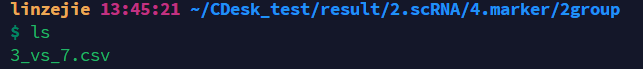 linzejie 13:45:21 ~/CDesk_test/result/2.scRNA/4.marker/2group
$ ls
3_vs_7.csv